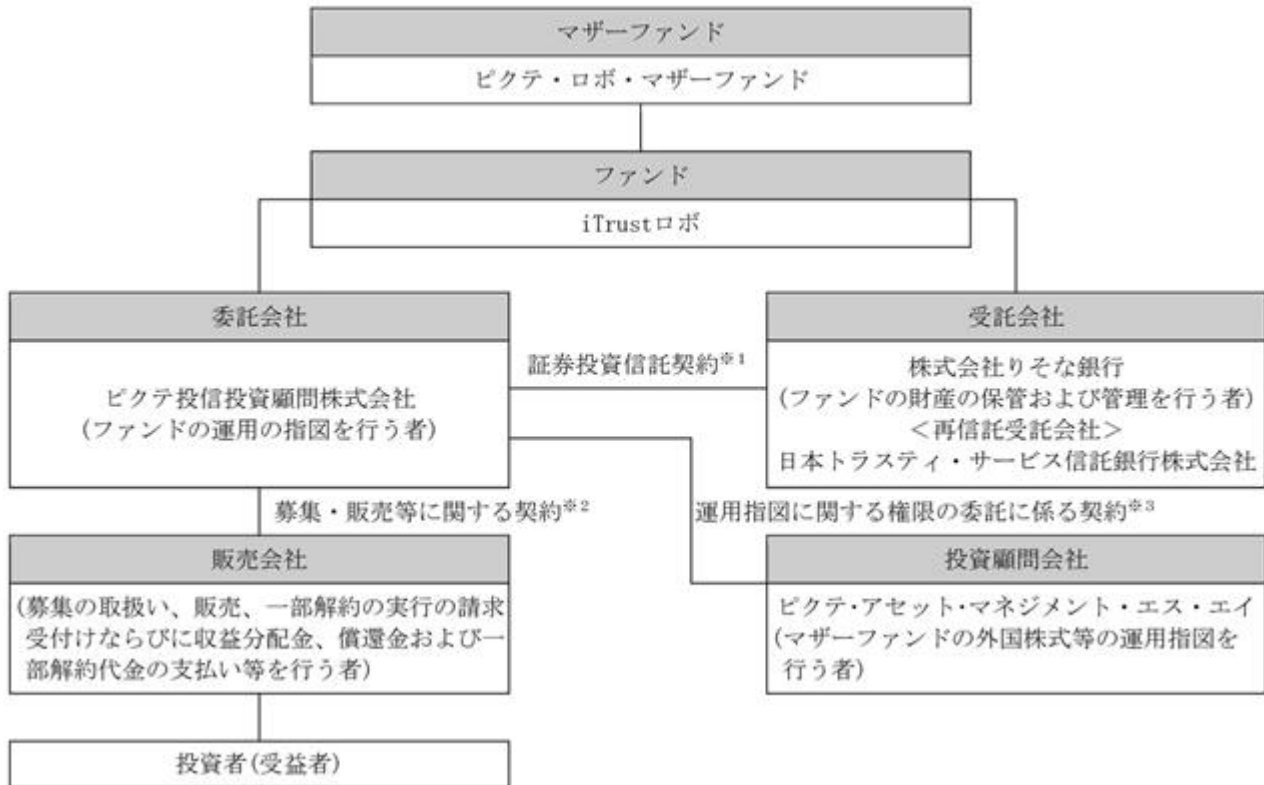 マザーファンド
ピクテ・ロボ・マザーファンド
ファンド
iTrustロボ
委託会社
ピクテ投信投資顧問株式会社
(ファンドの運用の指図を行う者)
証券投資信託契約※1
受託会社
株式会社りそな銀行
(ファンドの財産の保管および管理を行う者)
<再信託受託会社>
日本トラスティ・サービス信託銀行株式会社
募集・販売等に関する契約※2
運用指図に関する権限の委託に係る契約※3
販売会社
(募集の取扱い、販売、一部解約の実行の請求
受付けならびに収益分配金、償還金および一
部解約代金の支払い等を行う者)
投資顧問会社
ピクテ・アセット・マネジメント・エス・エイ
(マザーファンドの外国株式等の運用指図を
行う者)
投資者(受益者)